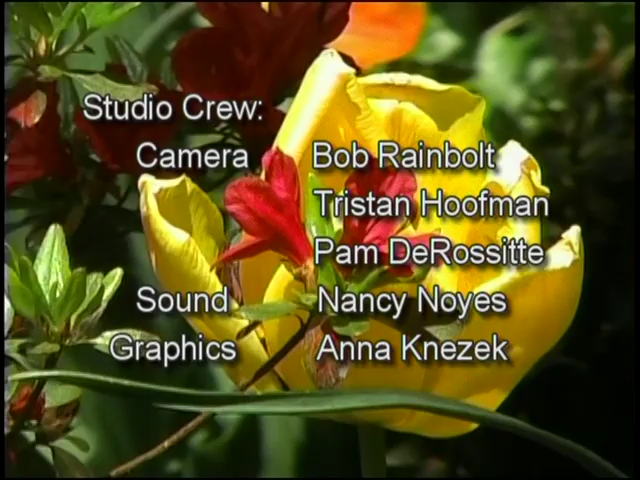 Studio Crew:
Camera Bob Rainbolt
Tristan Hoofman
Pam DeRossitte
Sound Nancy Noyes
Graphics Anna Knezek